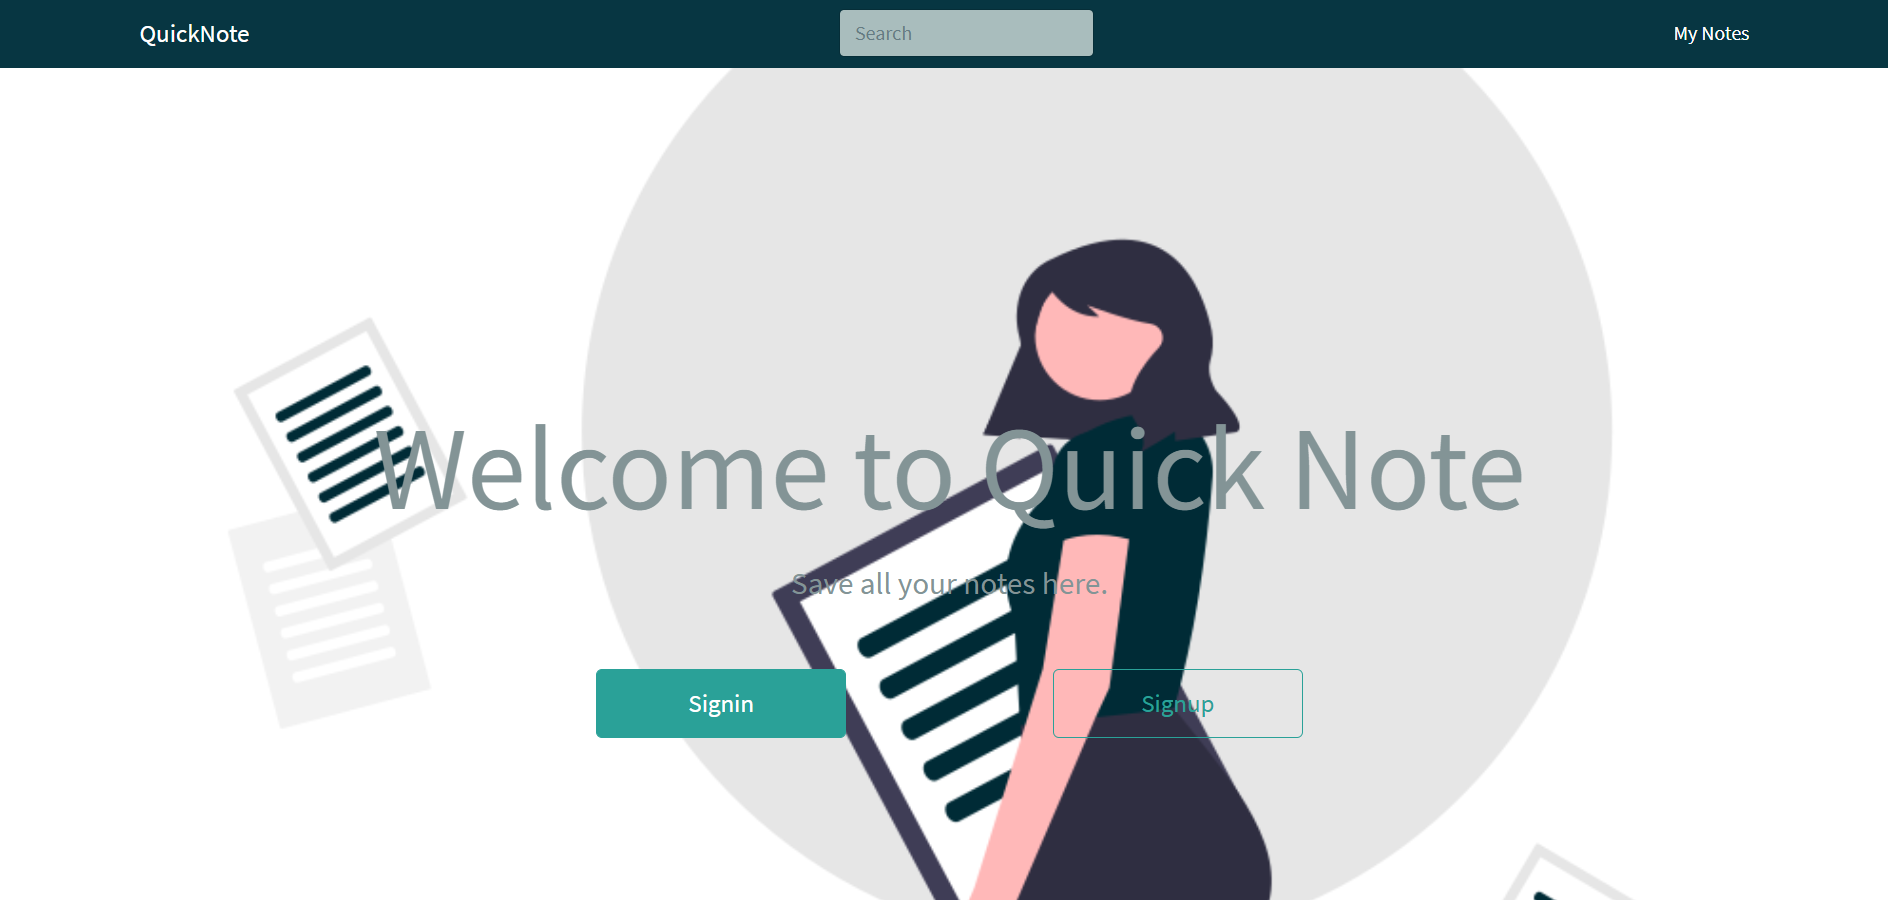 QuickNote
Search
My Notes
Welcome to Quick Note
Save all your notes here.
Signin
Signup